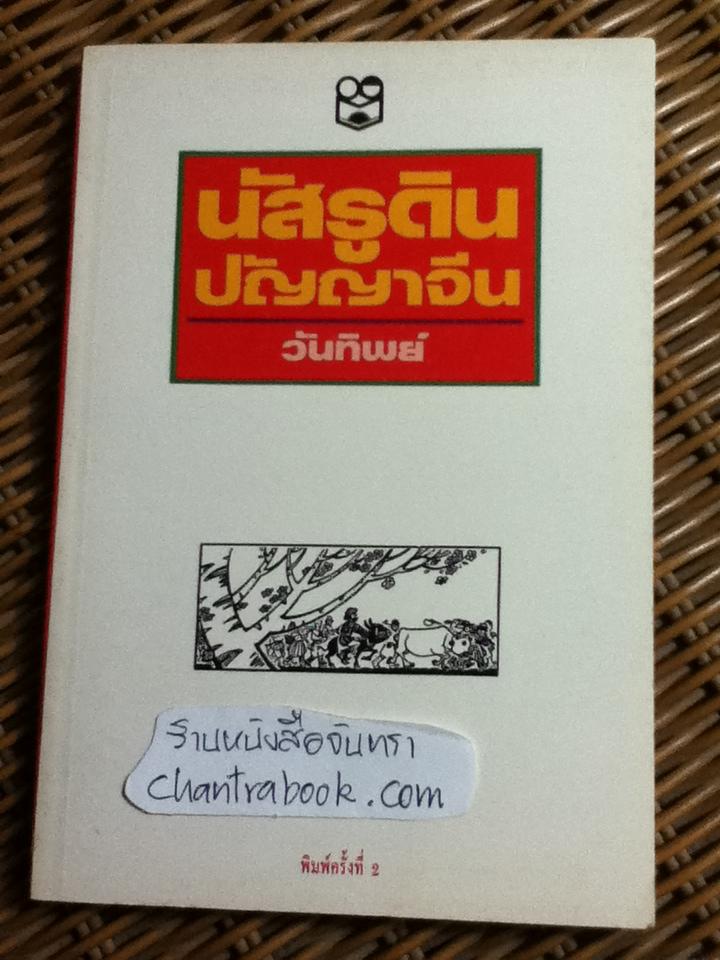 นัสรูดิน
ปัญญาจีน
วันทิพย์
ร้านหนังสือจันทรา
chantrabook.com
พิมพ์ครั้งที่ 2